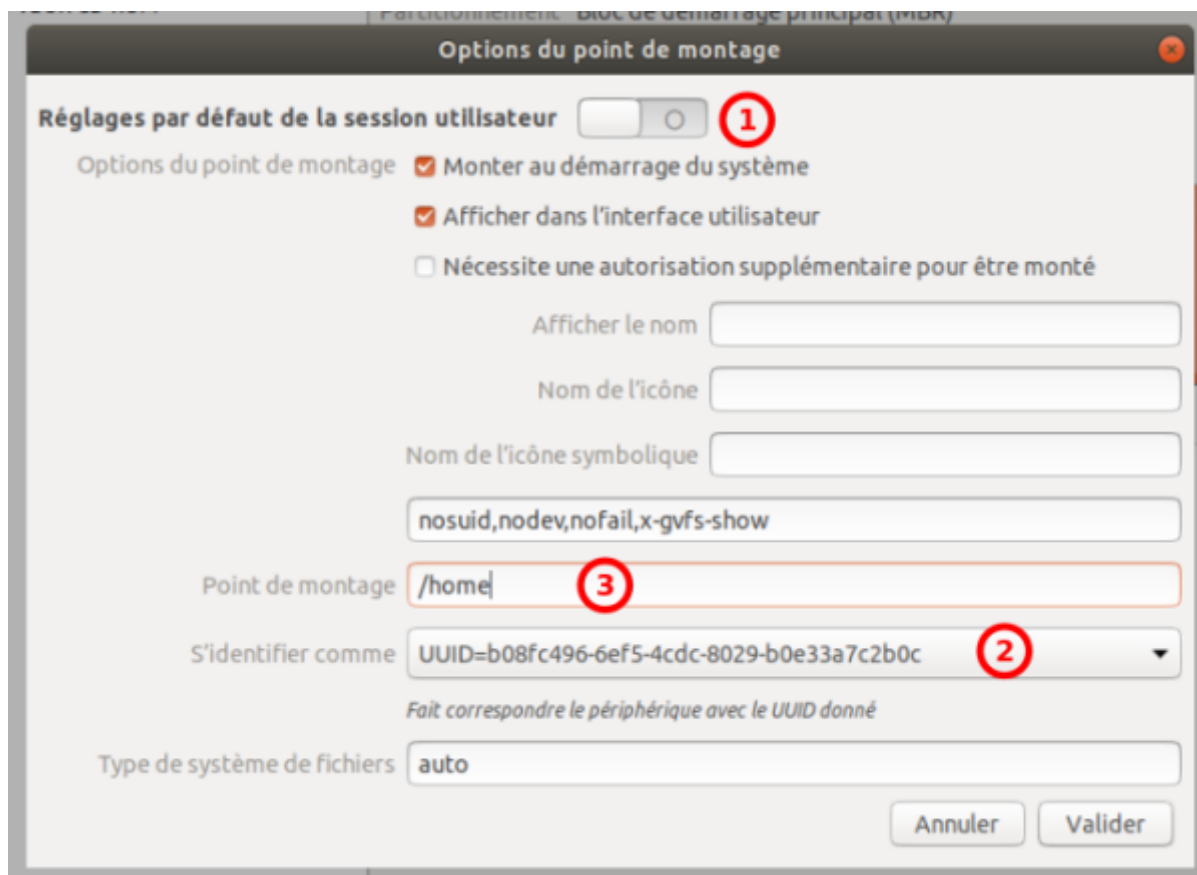 Partitionnement Bloc de démarrage principal (MBR)
Options du point de montage
Réglages par défaut de la session utilisateur 1
Options du point de montage Monter au démarrage du système
Afficher dans l'interface utilisateur
Nécessite une autorisation supplémentaire pour être monté
Afficher le nom
Nom de l'icône
Nom de l'icône symbolique
nosuid,nodev,nofail,x-gvfs-show
Point de montage /home 3
S'identifier comme UUID=b08fc496-6ef5-4cdc-8029-b0e33a7c2b0c 2
Fait correspondre le périphérique avec le UUID donné
Type de système de fichiers auto
Annuler Valider